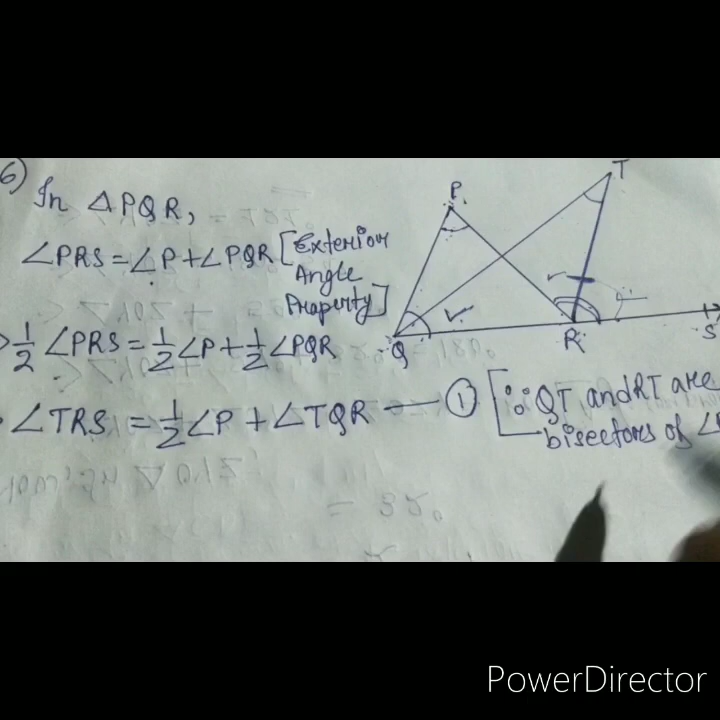 6)
In △PQR,
∠PRS = ∠P + ∠PQR [Exterior
Angle
Property]
½ ∠PRS = ½ ∠P + ½ ∠PQR
∠TRS = ½ ∠P + ∠TQR — ① [∵ QT and RT are
bisectors of ∠
P
T
Q
R
S
PowerDirector